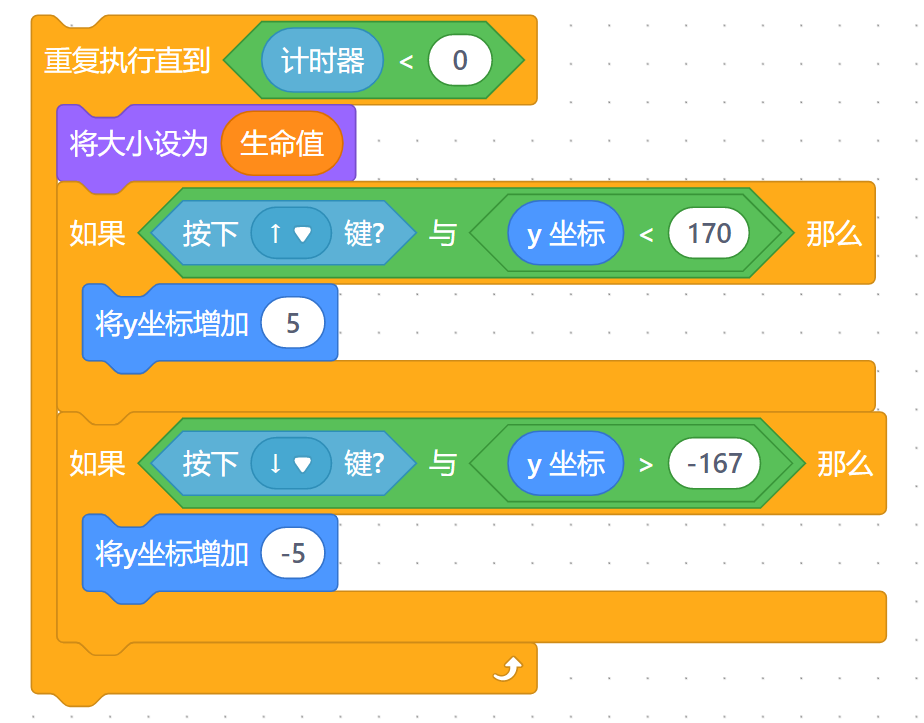 重复执行直到 计时器 < 0
将大小设为 生命值
如果 按下 ↑ 键? 与 y 坐标 < 170 那么
将y坐标增加 5
如果 按下 ↓ 键? 与 y 坐标 > -167 那么
将y坐标增加 -5